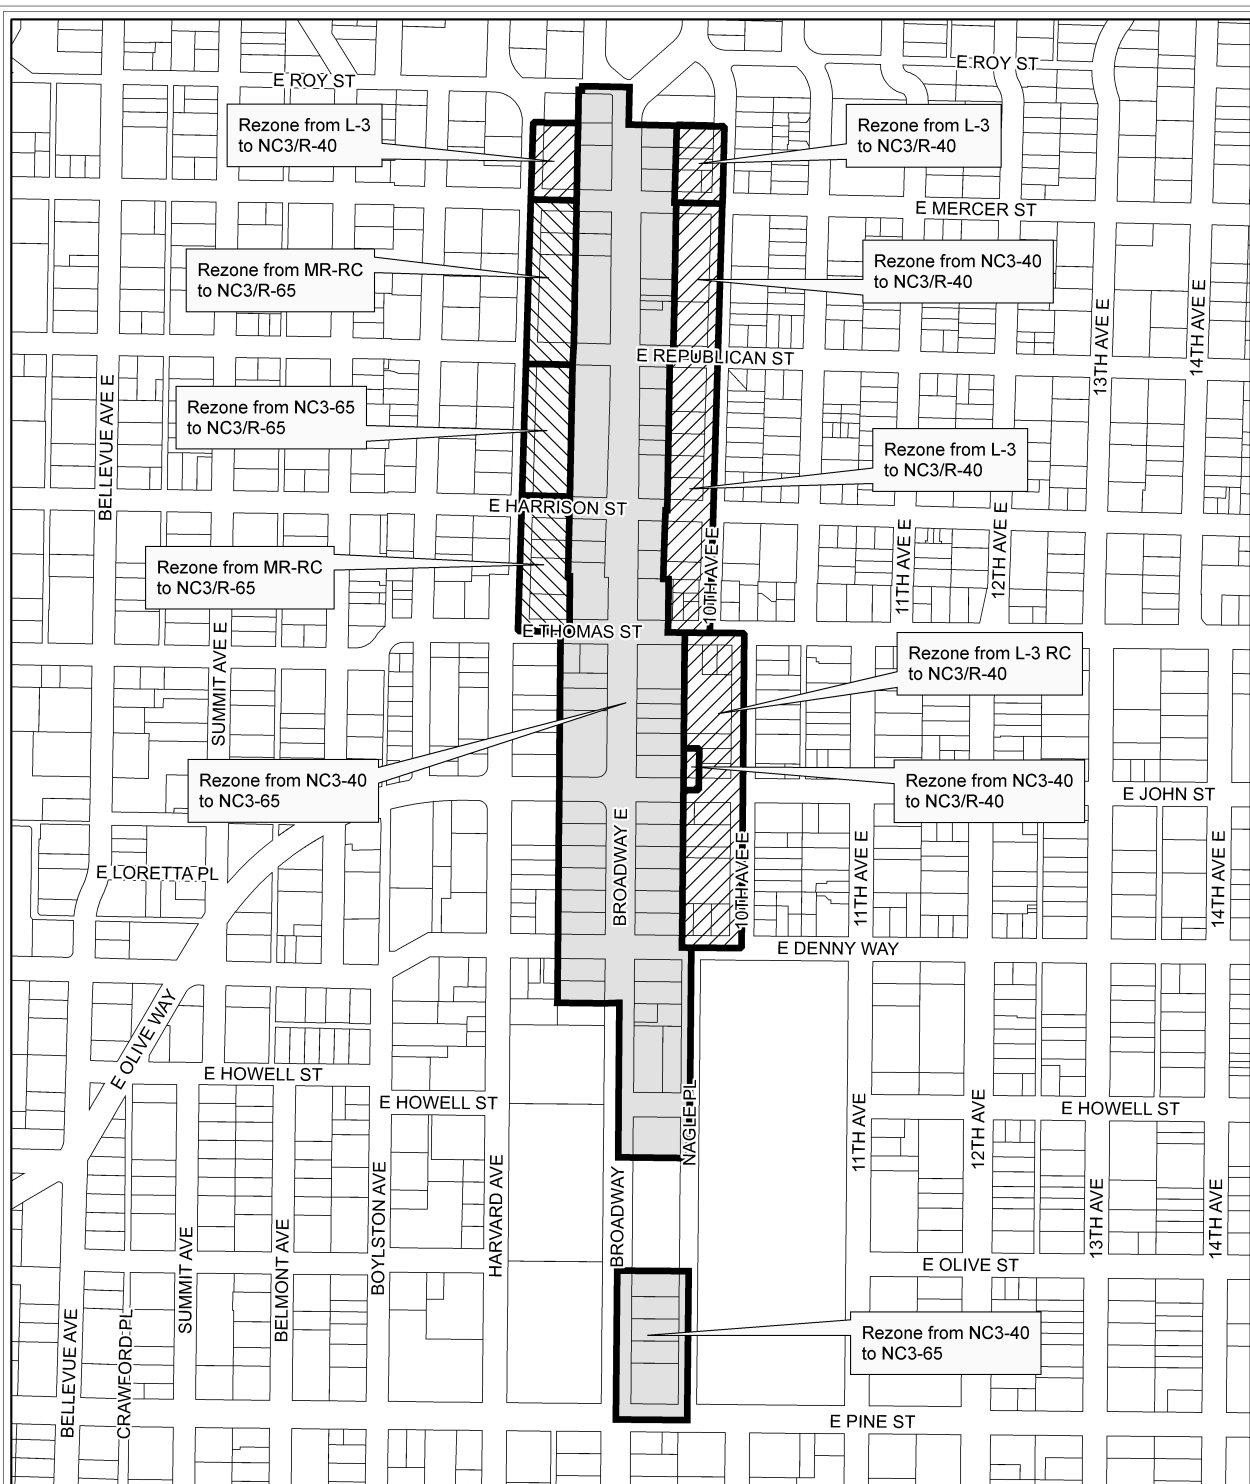 E ROY ST
E ROY ST
Rezone from L-3
to NC3/R-40
Rezone from L-3
to NC3/R-40
E MERCER ST
Rezone from MR-RC
to NC3/R-65
Rezone from NC3-40
to NC3/R-40
13TH AVE E
14TH AVE E
E REPUBLICAN ST
BELLEVUE AVE E
Rezone from NC3-65
to NC3/R-65
Rezone from L-3
to NC3/R-40
E HARRISON ST
10TH AVE E
11TH AVE E
12TH AVE E
Rezone from MR-RC
to NC3/R-65
E THOMAS ST
SUMMIT AVE E
Rezone from L-3 RC
to NC3/R-40
Rezone from NC3-40
to NC3-65
Rezone from NC3-40
to NC3/R-40
E JOHN ST
BROADWAY E
10TH AVE E
11TH AVE E
14TH AVE E
E LORETTA PL
E DENNY WAY
E OLIVE WAY
E HOWELL ST
E HOWELL ST
NAGLE PL
11TH AVE
12TH AVE
E HOWELL ST
BOYLSTON AVE
HARVARD AVE
BROADWAY
13TH AVE
14TH AVE
SUMMIT AVE
BELMONT AVE
E OLIVE ST
BELLEVUE AVE
CRAWFORD PL
Rezone from NC3-40
to NC3-65
E PINE ST